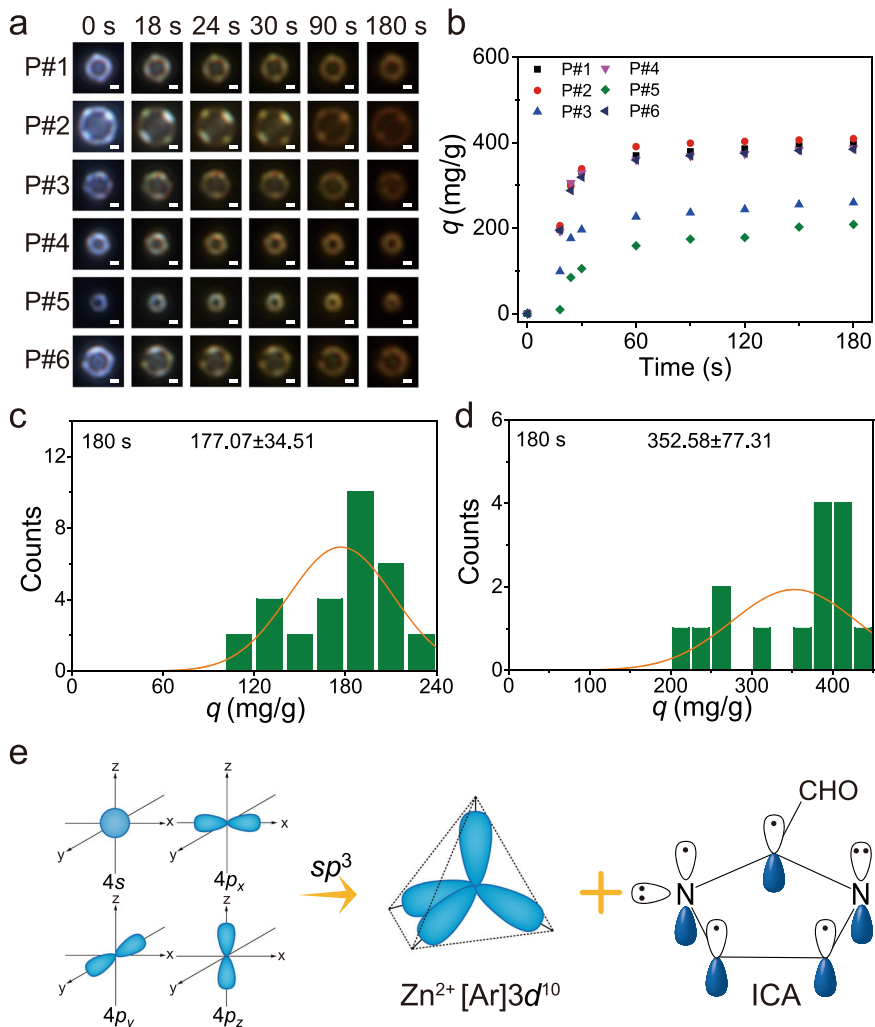 a
0 s 18 s 24 s 30 s 90 s 180 s
P#1
P#2
P#3
P#4
P#5
P#6
b
600
400
200
0
q (mg/g)
P#1 P#4
P#2 P#5
P#3 P#6
0 60 120 180
Time (s)
c
180 s 177.07±34.51
12
8
4
0
Counts
0 60 120 180 240
q (mg/g)
d
180 s 352.58±77.31
6
4
2
0
Counts
0 100 200 300 400
q (mg/g)
e
z
x
y
4s
z
x
y
4px
z
x
y
4py
z
x
y
4pz
sp³
Zn²⁺ [Ar]3d¹⁰
CHO
N
N
ICA